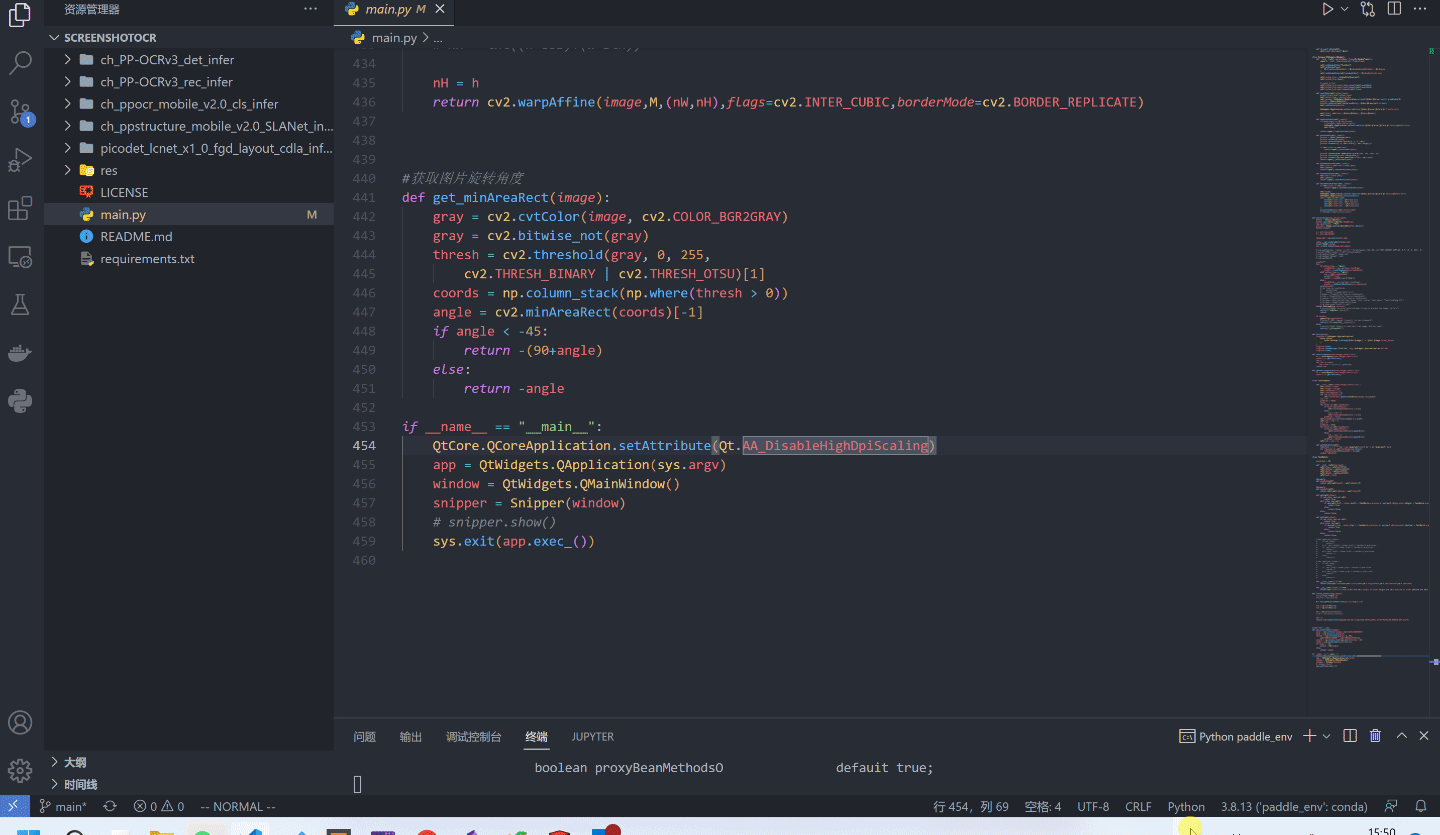 资源管理器
···
main.py M
SCREENSHOTOCR
main.py > ...
ch_PP-OCRv3_det_infer
ch_PP-OCRv3_rec_infer
ch_ppocr_mobile_v2.0_cls_infer
ch_ppstructure_mobile_v2.0_SLANet_in...
picodet_lcnet_x1_0_fgd_layout_cdla_inf...
res
LICENSE
main.py M
README.md
requirements.txt
1
434
435 nH = h
436 return cv2.warpAffine(image,M,(nW,nH),flags=cv2.INTER_CUBIC,borderMode=cv2.BORDER_REPLICATE)
437
438
439
440 #获取图片旋转角度
441 def get_minAreaRect(image):
442 gray = cv2.cvtColor(image, cv2.COLOR_BGR2GRAY)
443 gray = cv2.bitwise_not(gray)
444 thresh = cv2.threshold(gray, 0, 255,
445 cv2.THRESH_BINARY | cv2.THRESH_OTSU)[1]
446 coords = np.column_stack(np.where(thresh > 0))
447 angle = cv2.minAreaRect(coords)[-1]
448 if angle < -45:
449 return -(90+angle)
450 else:
451 return -angle
452
453 if __name__ == "__main__":
454 QtCore.QCoreApplication.setAttribute(Qt.AA_DisableHighDpiScaling)
455 app = QtWidgets.QApplication(sys.argv)
456 window = QtWidgets.QMainWindow()
457 snipper = Snipper(window)
458 # snipper.show()
459 sys.exit(app.exec_())
460
问题 输出 调试控制台 终端 JUPYTER
Python paddle_env
boolean proxyBeanMethodsO defauit true;
大纲
时间线
main* 0 0 -- NORMAL --
行 454，列 69 空格: 4 UTF-8 CRLF Python 3.8.13 ('paddle_env': conda)
15:50